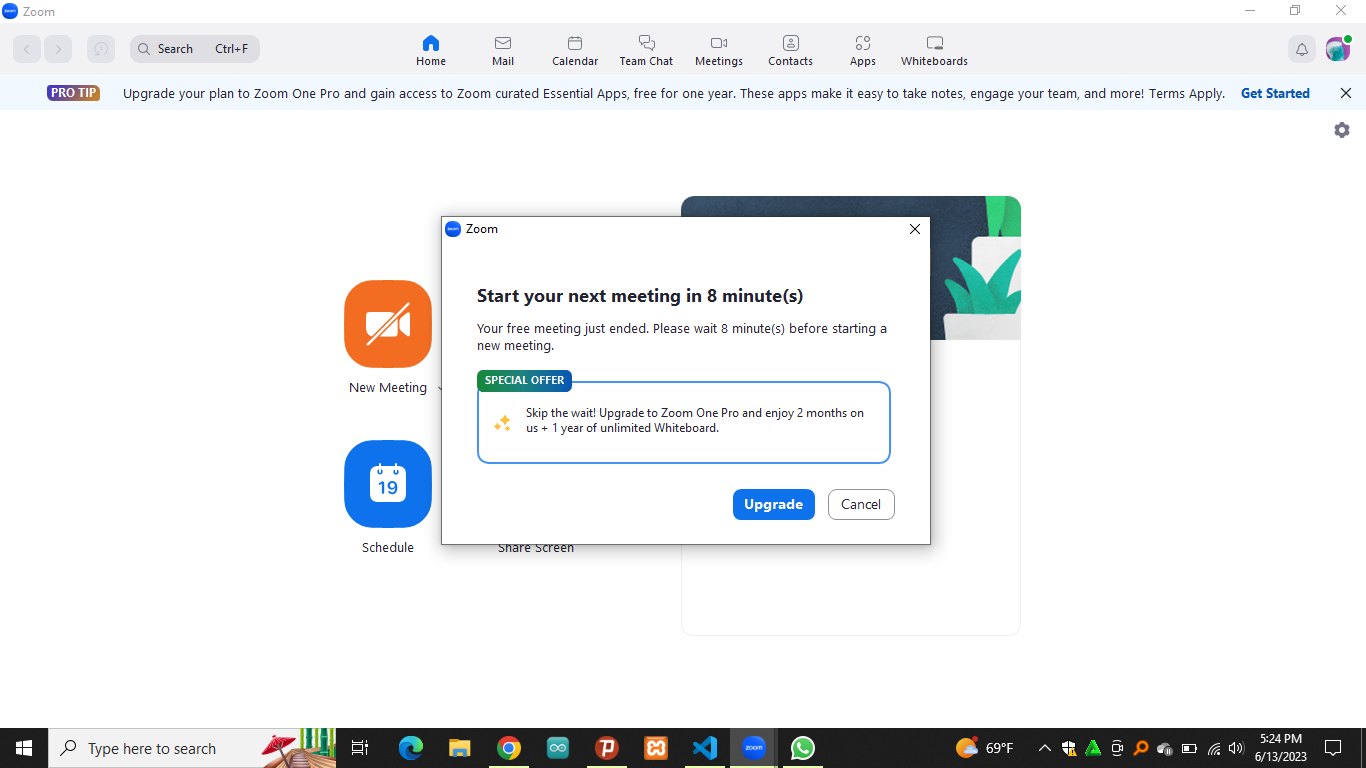 Zoom
Search Ctrl+F
Home
Mail
Calendar
Team Chat
Meetings
Contacts
Apps
Whiteboards
PRO TIP
Upgrade your plan to Zoom One Pro and gain access to Zoom curated Essential Apps, free for one year. These apps make it easy to take notes, engage your team, and more! Terms Apply.
Get Started
New Meeting
19
Schedule
Share Screen
zoom
Zoom
Start your next meeting in 8 minute(s)
Your free meeting just ended. Please wait 8 minute(s) before starting a
new meeting.
SPECIAL OFFER
Skip the wait! Upgrade to Zoom One Pro and enjoy 2 months on
us + 1 year of unlimited Whiteboard.
Upgrade
Cancel
Type here to search
zoom
69°F
5:24 PM
6/13/2023